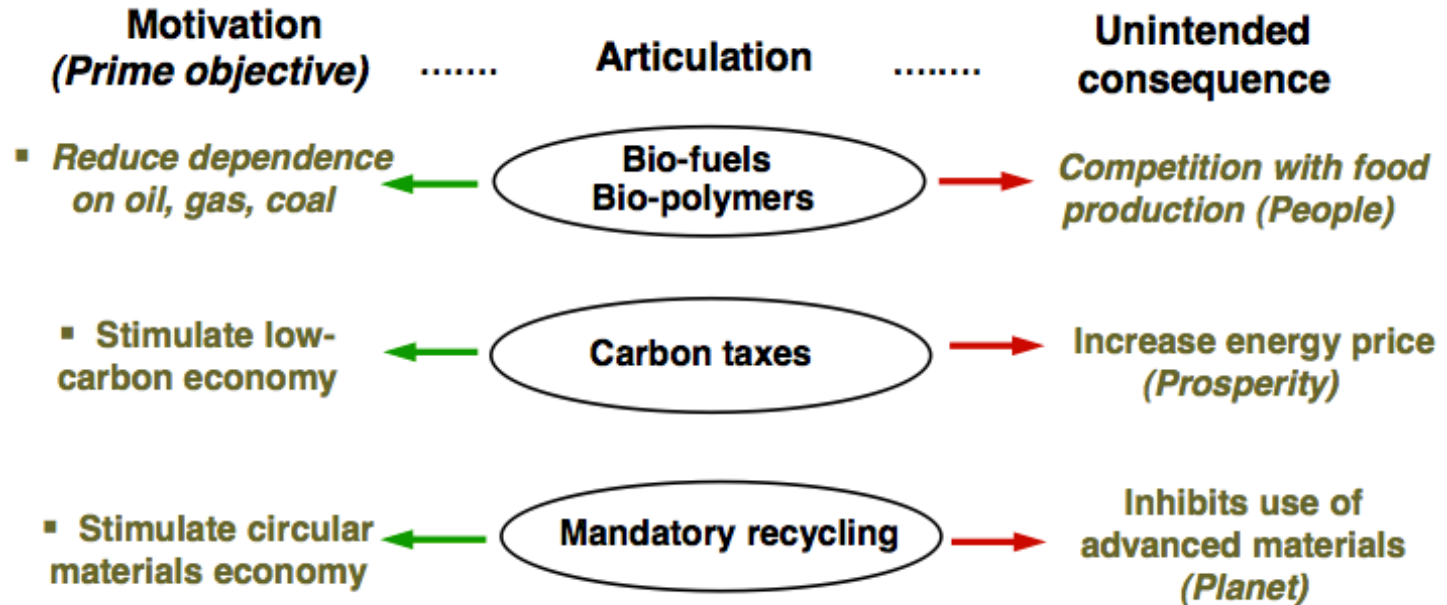 Motivation
(Prime objective)
.......
Articulation
........
Unintended
consequence
▪ Reduce dependence
on oil, gas, coal
Bio-fuels
Bio-polymers
Competition with food
production (People)
▪ Stimulate low-
carbon economy
Carbon taxes
Increase energy price
(Prosperity)
▪ Stimulate circular
materials economy
Mandatory recycling
Inhibits use of
advanced materials
(Planet)